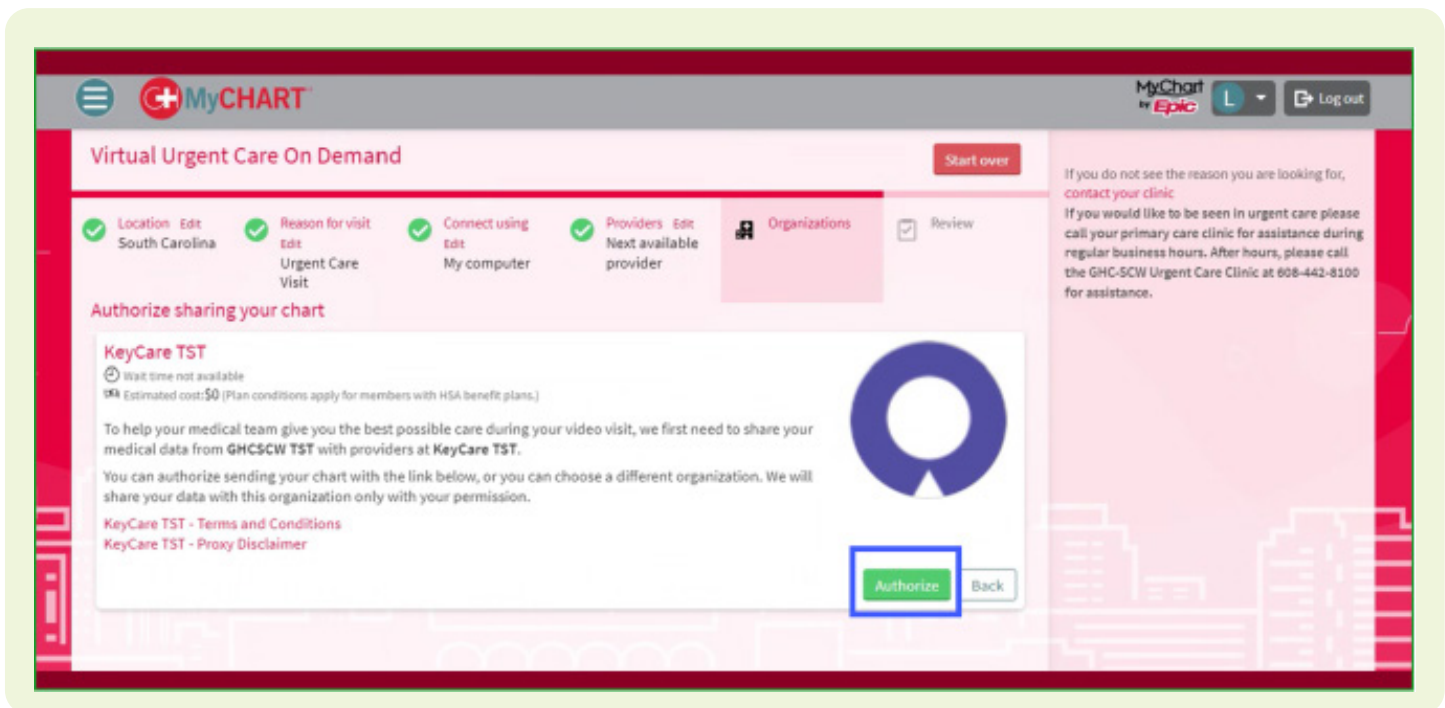 MyCHART
MyChart
by Epic
L
Log out
Virtual Urgent Care On Demand
Start over
Location Edit
South Carolina
Reason for visit
Edit
Urgent Care
Visit
Connect using
Edit
My computer
Providers Edit
Next available
provider
Organizations
Review
Authorize sharing your chart
KeyCare TST
Wait time not available
Estimated cost:$0 (Plan conditions apply for members with HSA benefit plans.)
To help your medical team give you the best possible care during your video visit, we first need to share your
medical data from GHCSCW TST with providers at KeyCare TST.
You can authorize sending your chart with the link below, or you can choose a different organization. We will
share your data with this organization only with your permission.
KeyCare TST - Terms and Conditions
KeyCare TST - Proxy Disclaimer
Authorize
Back
If you do not see the reason you are looking for,
contact your clinic
If you would like to be seen in urgent care please
call your primary care clinic for assistance during
regular business hours. After hours, please call
the GHC-SCW Urgent Care Clinic at 608-442-8100
for assistance.